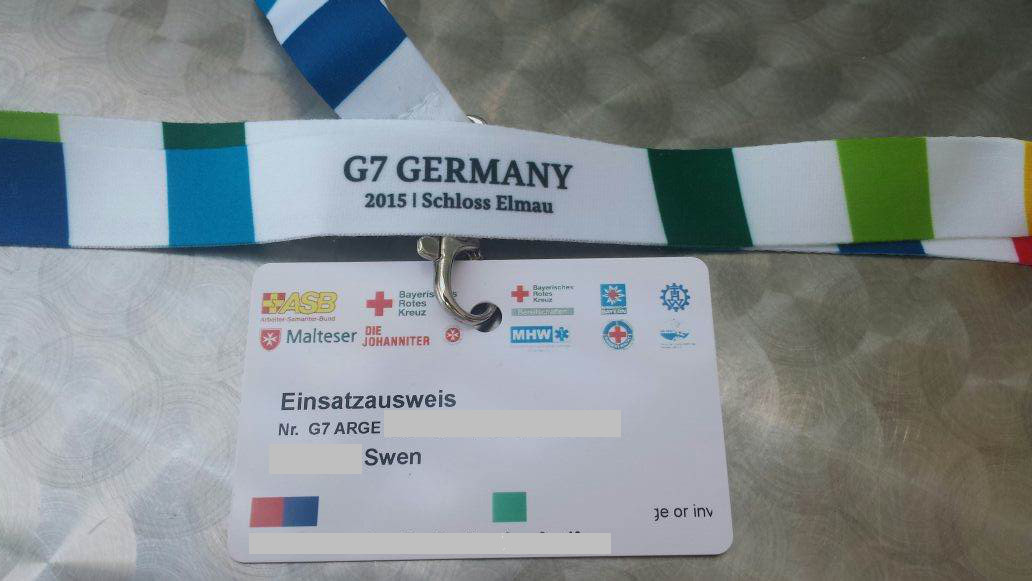 G7 GERMANY
2015 | Schloss Elmau
ASB
Arbeiter-Samariter-Bund
Bayerisches
Rotes
Kreuz
Bayerisches
Rotes
Kreuz
Bereitschaften
Malteser
DIE
JOHANNITER
MHW
Einsatzausweis
Nr. G7 ARGE
Swen
ge or inv